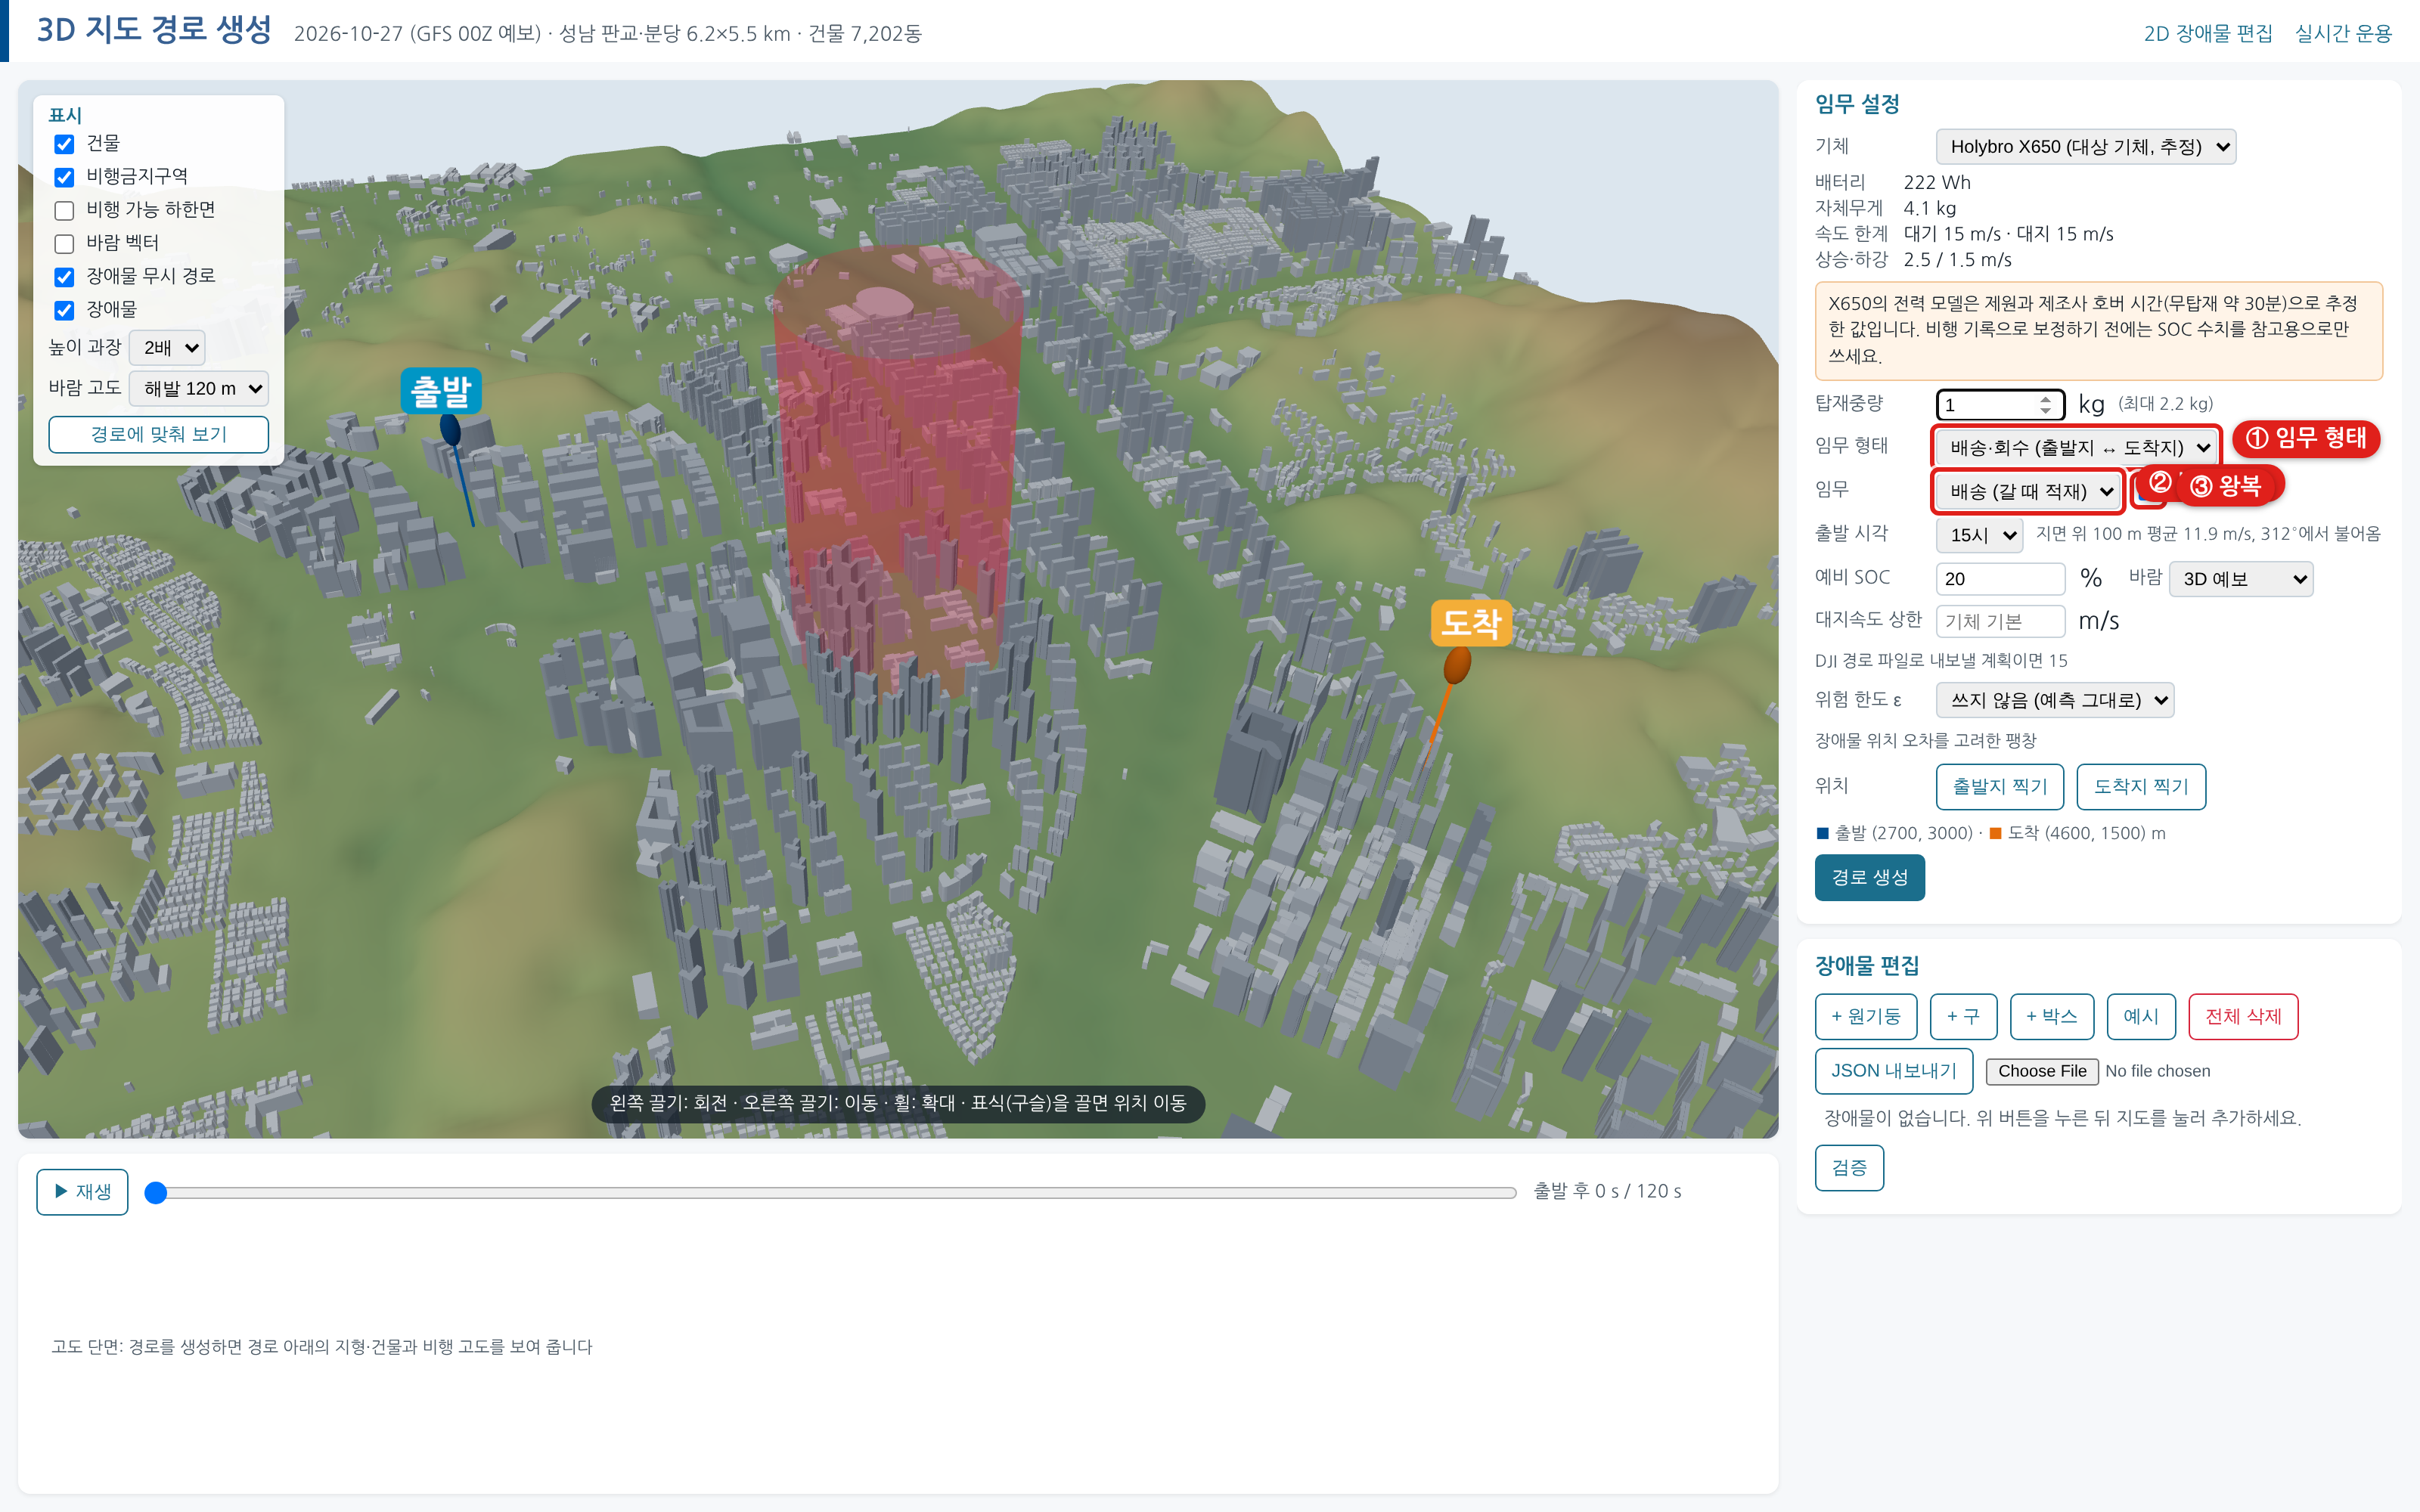 3D 지도 경로 생성 2026-10-27 (GFS 00Z 예보) · 성남 판교·분당 6.2×5.5 km · 건물 7,202동
2D 장애물 편집 실시간 운용
표시
건물
비행금지구역
비행 가능 하한면
바람 벡터
장애물 무시 경로
장애물
높이 과장 2배
바람 고도 해발 120 m
경로에 맞춰 보기
출발
도착
왼쪽 끌기: 회전 · 오른쪽 끌기: 이동 · 휠: 확대 · 표식(구슬)을 끌면 위치 이동
▶ 재생
출발 후 0 s / 120 s
고도 단면: 경로를 생성하면 경로 아래의 지형·건물과 비행 고도를 보여 줍니다
임무 설정
기체 Holybro X650 (대상 기체, 추정)
배터리 222 Wh
자체무게 4.1 kg
속도 한계 대기 15 m/s · 대지 15 m/s
상승·하강 2.5 / 1.5 m/s
X650의 전력 모델은 제원과 제조사 호버 시간(무탑재 약 30분)으로 추정
한 값입니다. 비행 기록으로 보정하기 전에는 SOC 수치를 참고용으로만
쓰세요.
탑재중량 1 kg (최대 2.2 kg)
임무 형태 배송·회수 (출발지 ↔ 도착지) ① 임무 형태
임무 배송 (갈 때 적재) ② ③ 왕복
출발 시각 15시 지면 위 100 m 평균 11.9 m/s, 312°에서 불어옴
예비 SOC 20 % 바람 3D 예보
대지속도 상한 기체 기본 m/s
DJI 경로 파일로 내보낼 계획이면 15
위험 한도 ε 쓰지 않음 (예측 그대로)
장애물 위치 오차를 고려한 팽창
위치 출발지 찍기 도착지 찍기
■ 출발 (2700, 3000) · ■ 도착 (4600, 1500) m
경로 생성
장애물 편집
+ 원기둥 + 구 + 박스 예시 전체 삭제
JSON 내보내기 Choose File No file chosen
장애물이 없습니다. 위 버튼을 누른 뒤 지도를 눌러 추가하세요.
검증